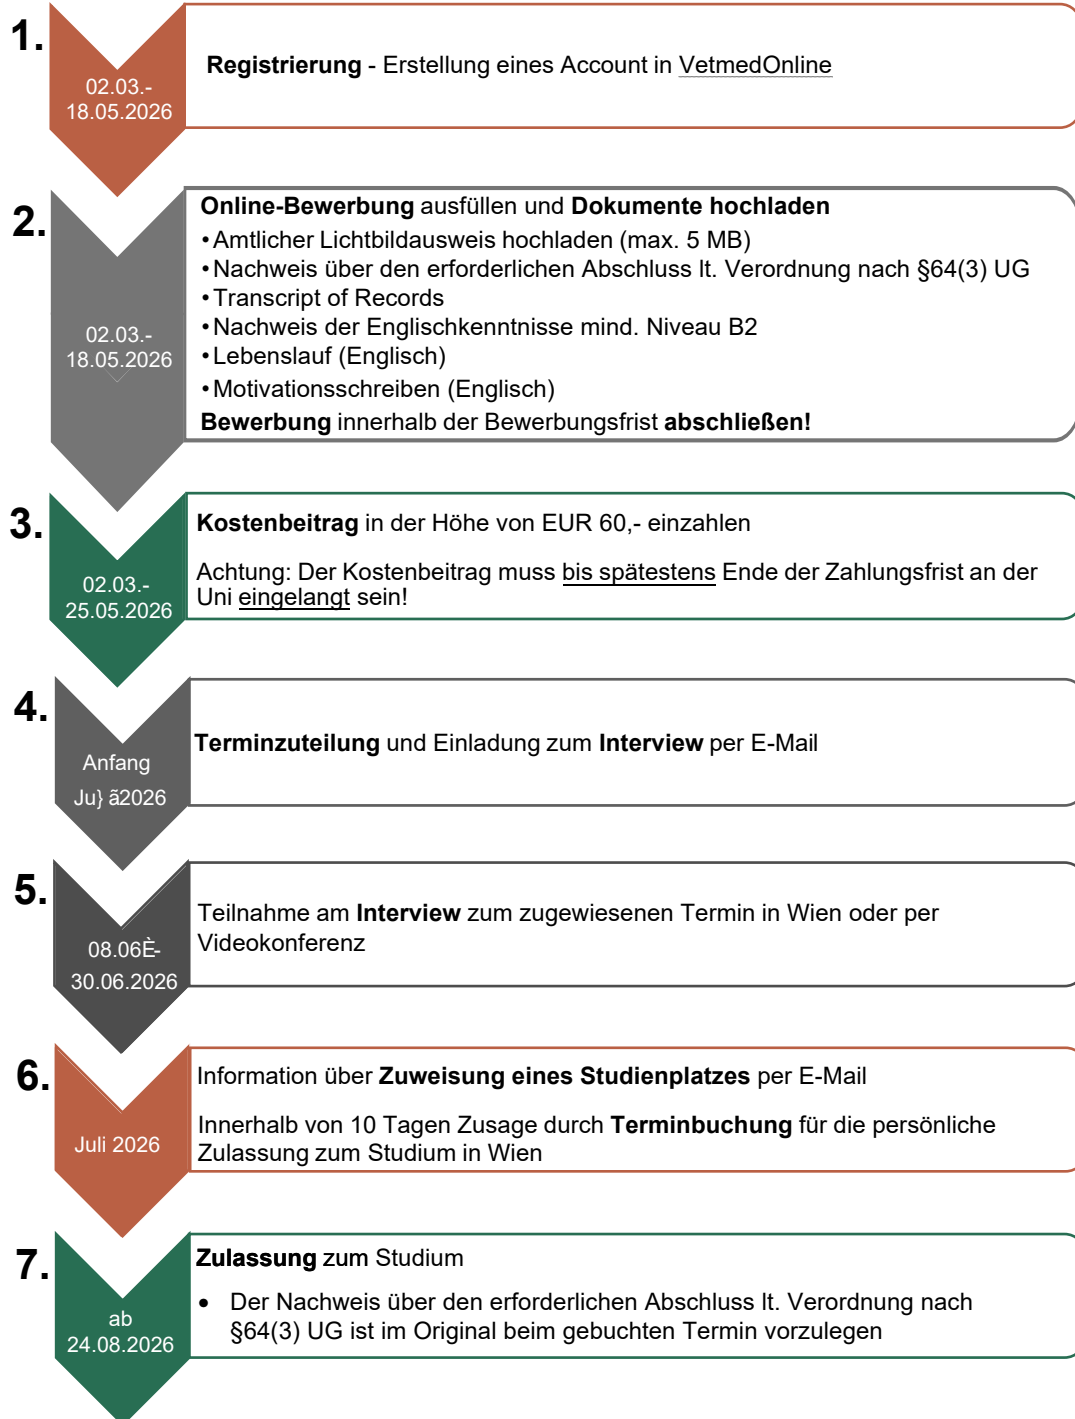 1.
02.03.-
18.05.2026
Registrierung - Erstellung eines Account in VetmedOnline
2.
02.03.-
18.05.2026
Online-Bewerbung ausfüllen und Dokumente hochladen
•Amtlicher Lichtbildausweis hochladen (max. 5 MB)
•Nachweis über den erforderlichen Abschluss lt. Verordnung nach §64(3) UG
•Transcript of Records
•Nachweis der Englischkenntnisse mind. Niveau B2
•Lebenslauf (Englisch)
•Motivationsschreiben (Englisch)
Bewerbung innerhalb der Bewerbungsfrist abschließen!
3.
02.03.-
25.05.2026
Kostenbeitrag in der Höhe von EUR 60,- einzahlen
Achtung: Der Kostenbeitrag muss bis spätestens Ende der Zahlungsfrist an der
Uni eingelangt sein!
4.
Anfang
Ju} ã2026
Terminzuteilung und Einladung zum Interview per E-Mail
5.
08.06È-
30.06.2026
Teilnahme am Interview zum zugewiesenen Termin in Wien oder per
Videokonferenz
6.
Juli 2026
Information über Zuweisung eines Studienplatzes per E-Mail
Innerhalb von 10 Tagen Zusage durch Terminbuchung für die persönliche
Zulassung zum Studium in Wien
7.
ab
24.08.2026
Zulassung zum Studium
• Der Nachweis über den erforderlichen Abschluss lt. Verordnung nach
§64(3) UG ist im Original beim gebuchten Termin vorzulegen